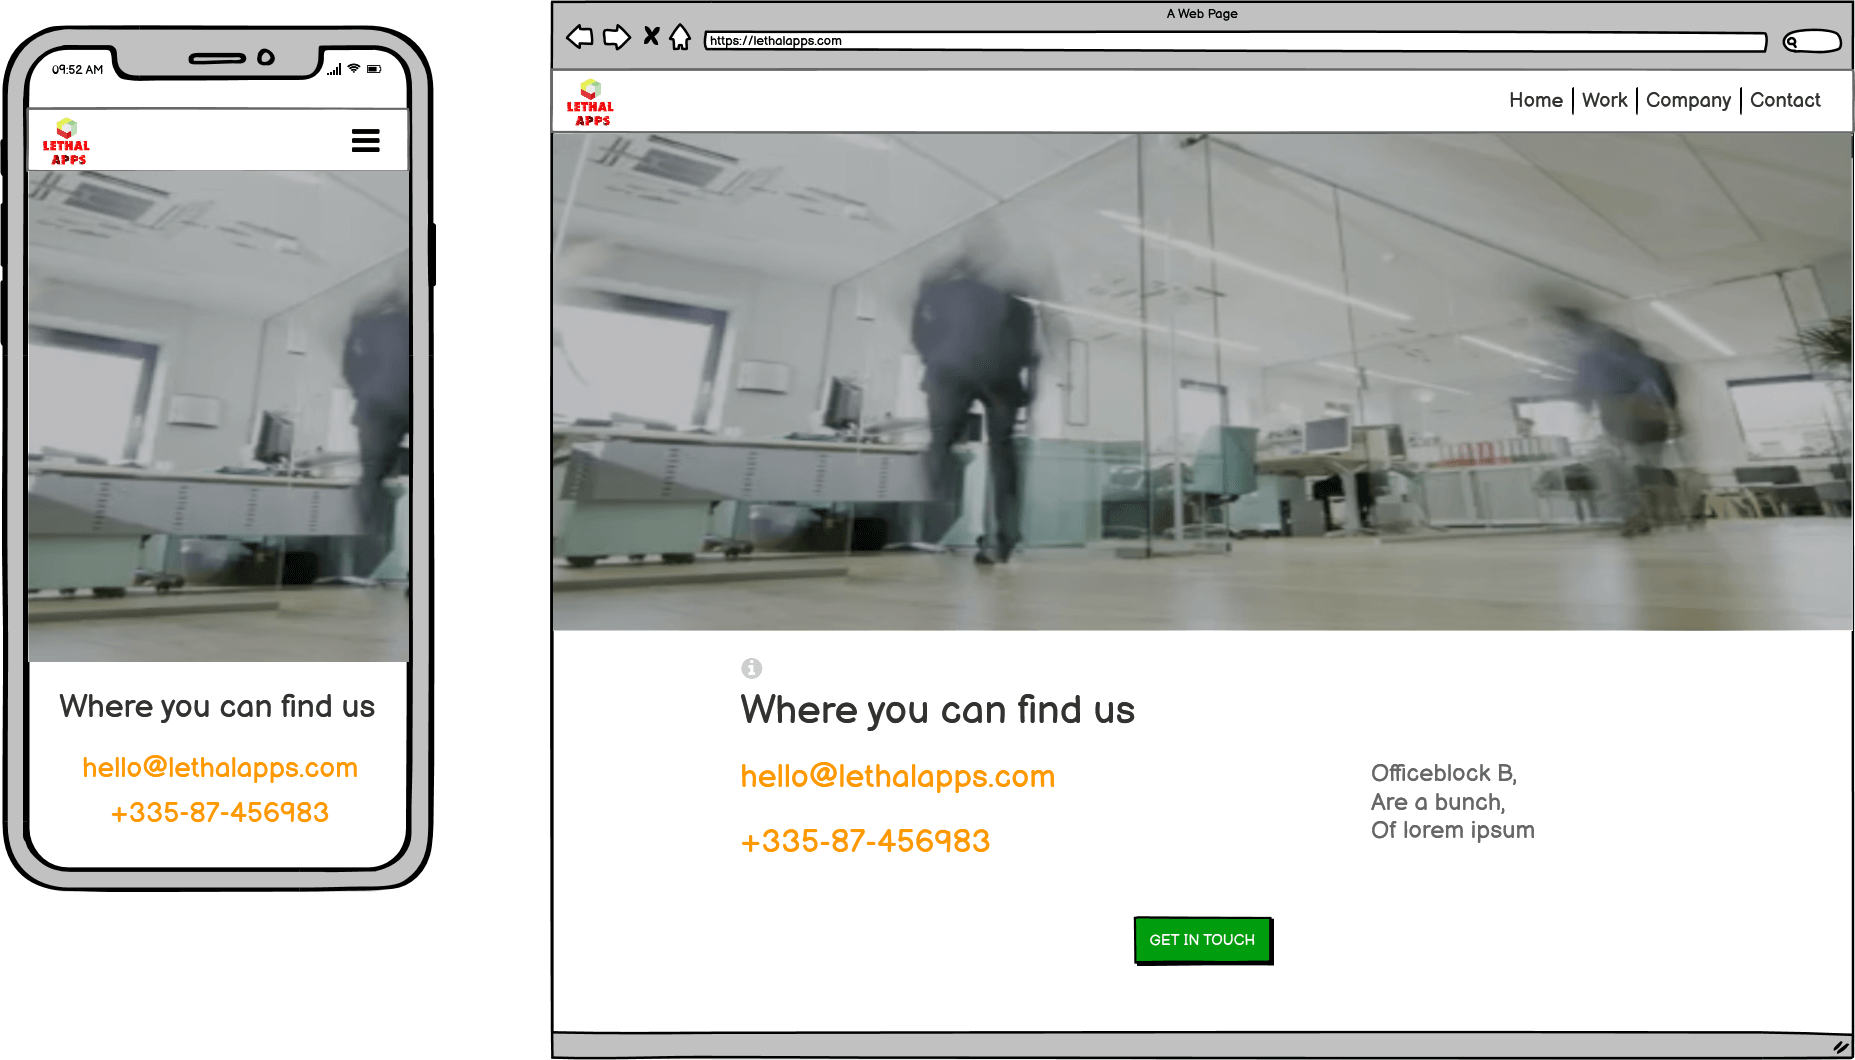 09:52 AM
LETHAL
APPS
Where you can find us
hello@lethalapps.com
+335-87-456983
A Web Page
https://lethalapps.com
LETHAL
APPS
Home
Work
Company
Contact
Where you can find us
hello@lethalapps.com
+335-87-456983
Officeblock B,
Are a bunch,
Of lorem ipsum
GET IN TOUCH